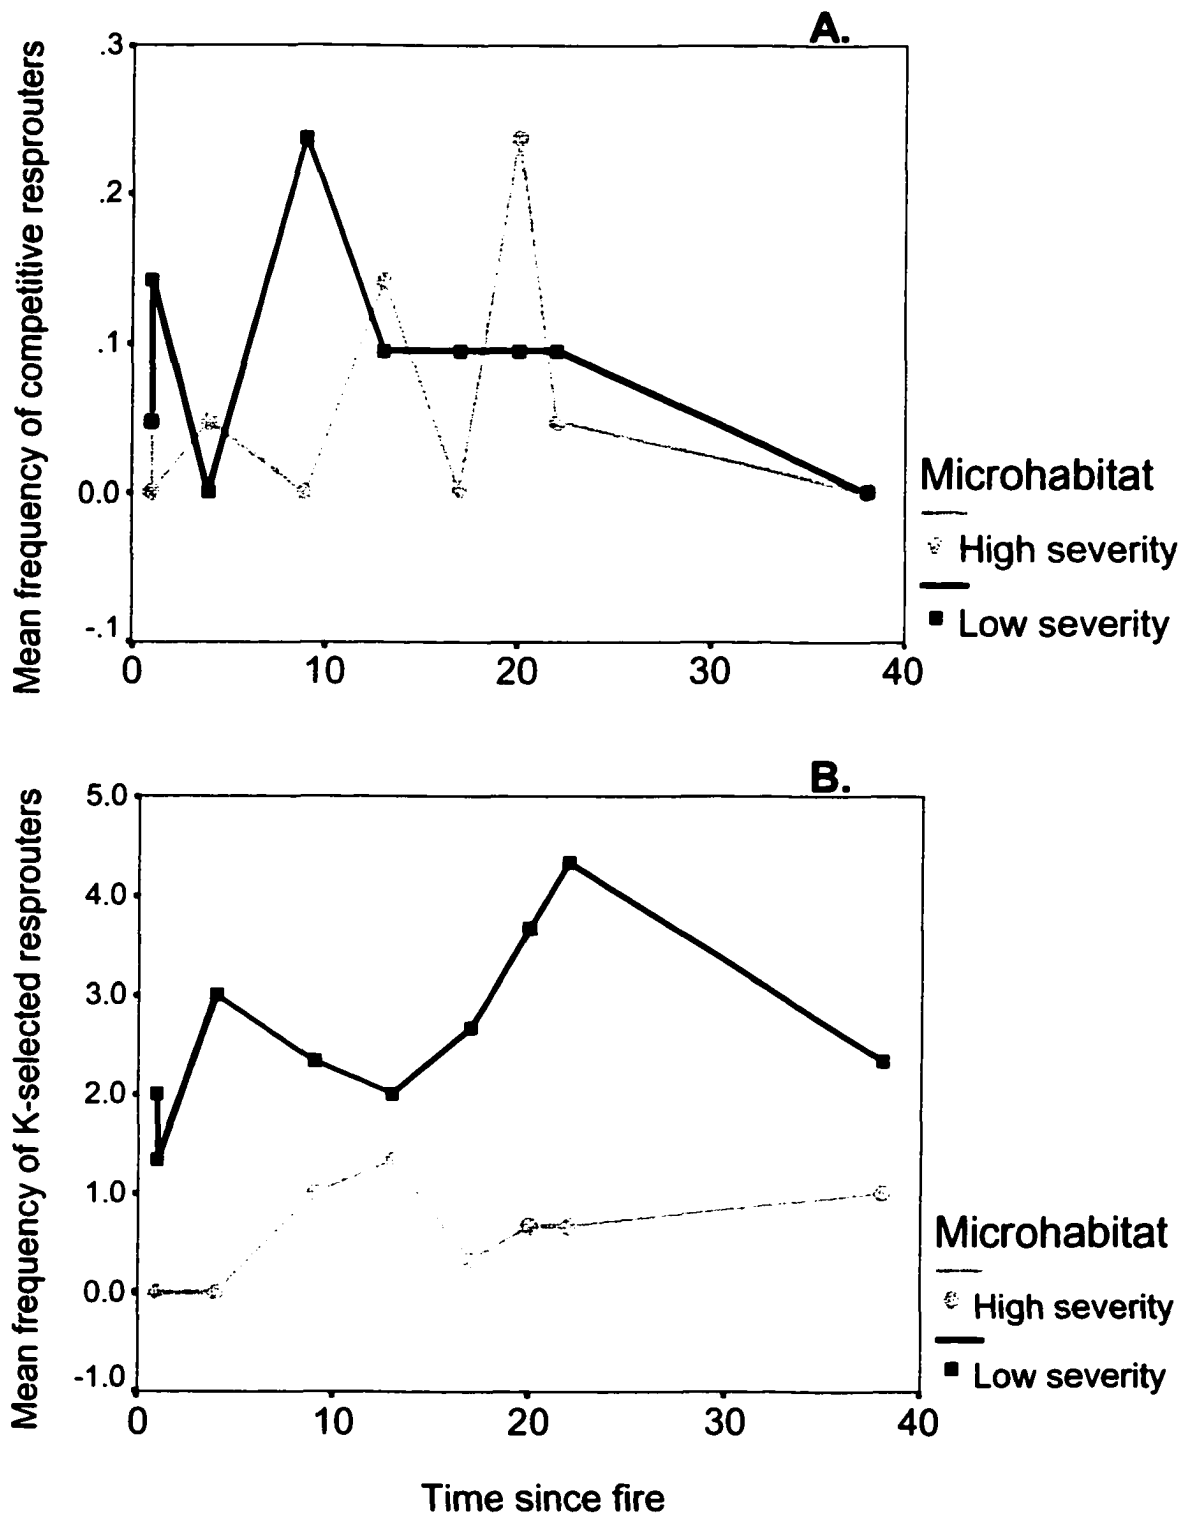 A.
Mean frequency of competitive resprouters
.3
.2
.1
0.0
-.1
0 10 20 30 40
Microhabitat
High severity
Low severity
B.
Mean frequency of K-selected resprouters
5.0
4.0
3.0
2.0
1.0
0.0
-1.0
0 10 20 30 40
Microhabitat
High severity
Low severity
Time since fire